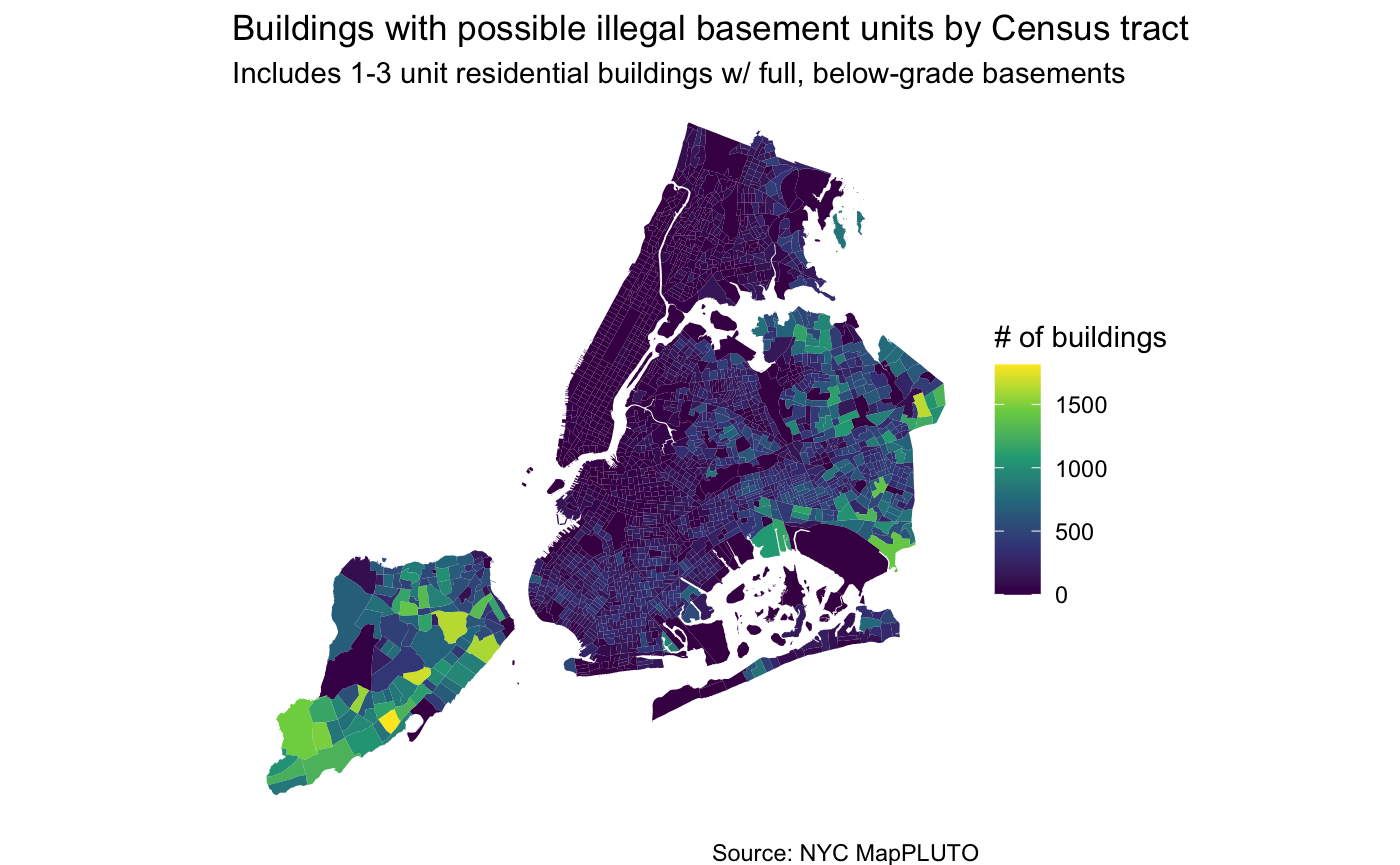 Buildings with possible illegal basement units by Census tract
Includes 1-3 unit residential buildings w/ full, below-grade basements
# of buildings
1500
1000
500
0
Source: NYC MapPLUTO